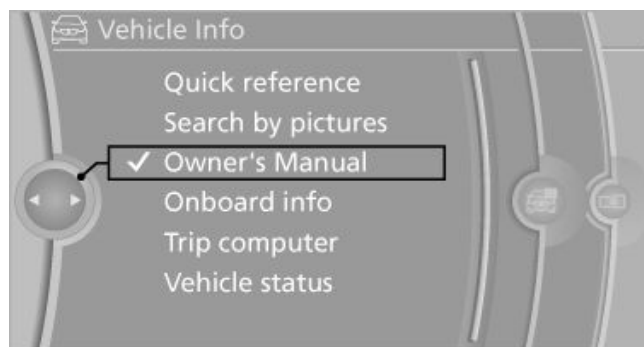 Vehicle Info
Quick reference
Search by pictures
Owner's Manual
Onboard info
Trip computer
Vehicle status